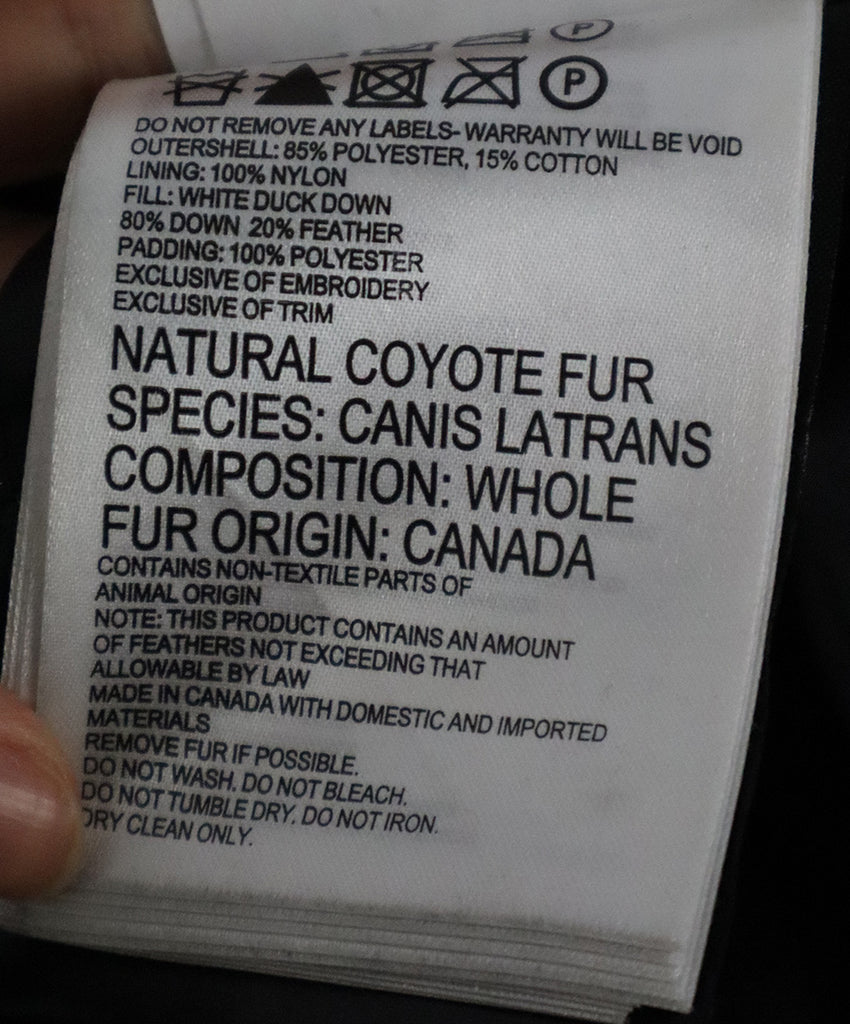 P
P
DO NOT REMOVE ANY LABELS- WARRANTY WILL BE VOID
OUTERSHELL: 85% POLYESTER, 15% COTTON
LINING: 100% NYLON
FILL: WHITE DUCK DOWN
80% DOWN 20% FEATHER
PADDING: 100% POLYESTER
EXCLUSIVE OF EMBROIDERY
EXCLUSIVE OF TRIM
NATURAL COYOTE FUR
SPECIES: CANIS LATRANS
COMPOSITION: WHOLE
FUR ORIGIN: CANADA
CONTAINS NON-TEXTILE PARTS OF
ANIMAL ORIGIN
NOTE: THIS PRODUCT CONTAINS AN AMOUNT
OF FEATHERS NOT EXCEEDING THAT
ALLOWABLE BY LAW
MADE IN CANADA WITH DOMESTIC AND IMPORTED
MATERIALS
REMOVE FUR IF POSSIBLE.
DO NOT WASH. DO NOT BLEACH.
DO NOT TUMBLE DRY. DO NOT IRON.
DRY CLEAN ONLY.